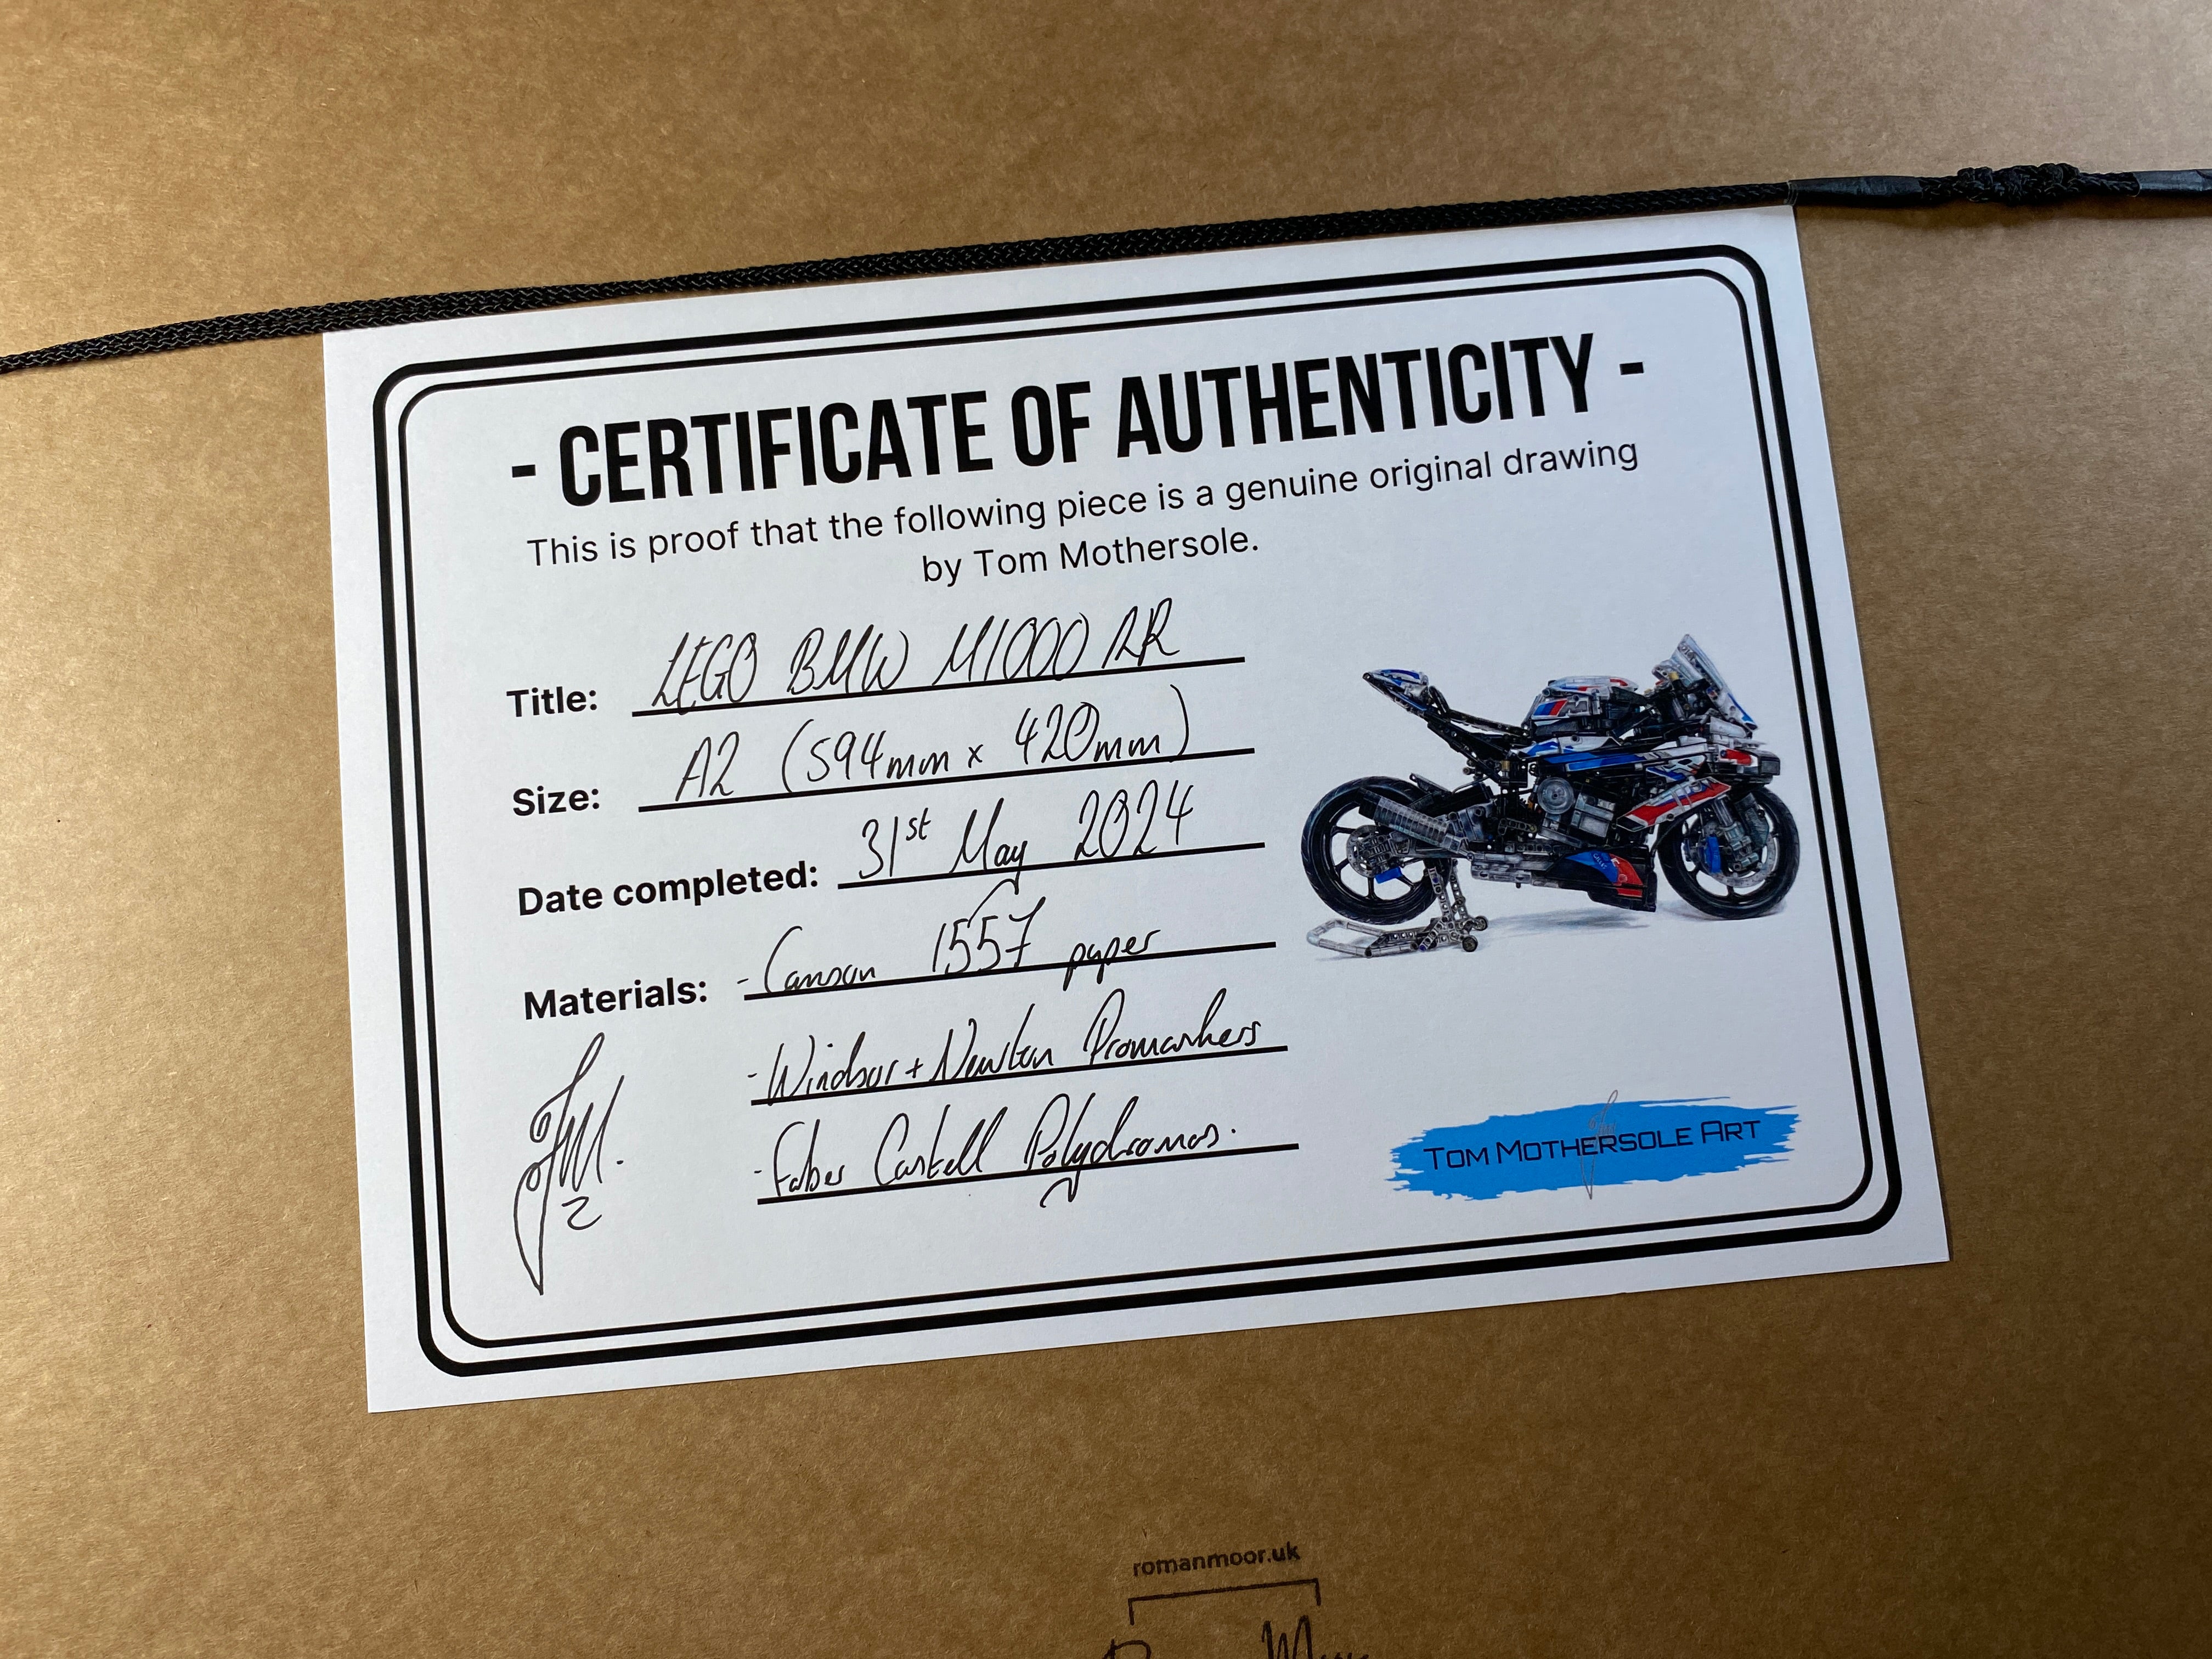 - CERTIFICATE OF AUTHENTICITY -
This is proof that the following piece is a genuine original drawing
by Tom Mothersole.
Title: LEGO BMW M1000 RR
Size: A2 (594mm x 420mm)
Date completed: 31st May 2024
Materials: - Canson 1557 paper
- Windsor + Newton Promarkers
- Faber Castell Polychromos.
TOM MOTHERSOLE ART
romanmoor.uk